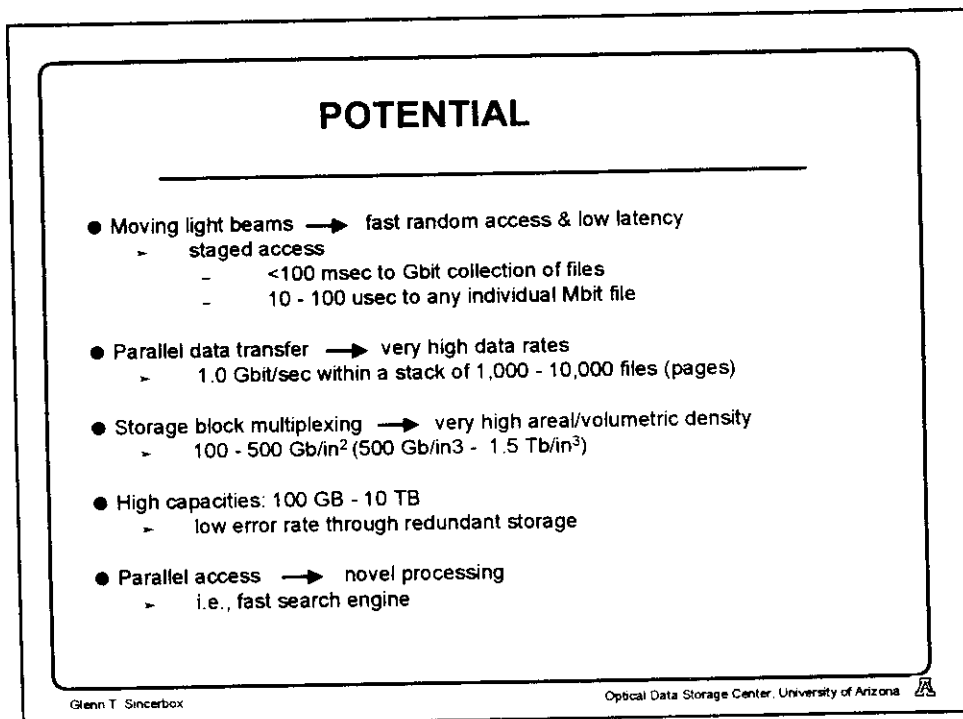 POTENTIAL
● Moving light beams → fast random access & low latency
➢ staged access
- <100 msec to Gbit collection of files
- 10 - 100 usec to any individual Mbit file
● Parallel data transfer → very high data rates
➢ 1.0 Gbit/sec within a stack of 1,000 - 10,000 files (pages)
● Storage block multiplexing → very high areal/volumetric density
➢ 100 - 500 Gb/in² (500 Gb/in3 - 1.5 Tb/in³)
● High capacities: 100 GB - 10 TB
➢ low error rate through redundant storage
● Parallel access → novel processing
➢ i.e., fast search engine
Glenn T Sincerbox
Optical Data Storage Center, University of Arizona A